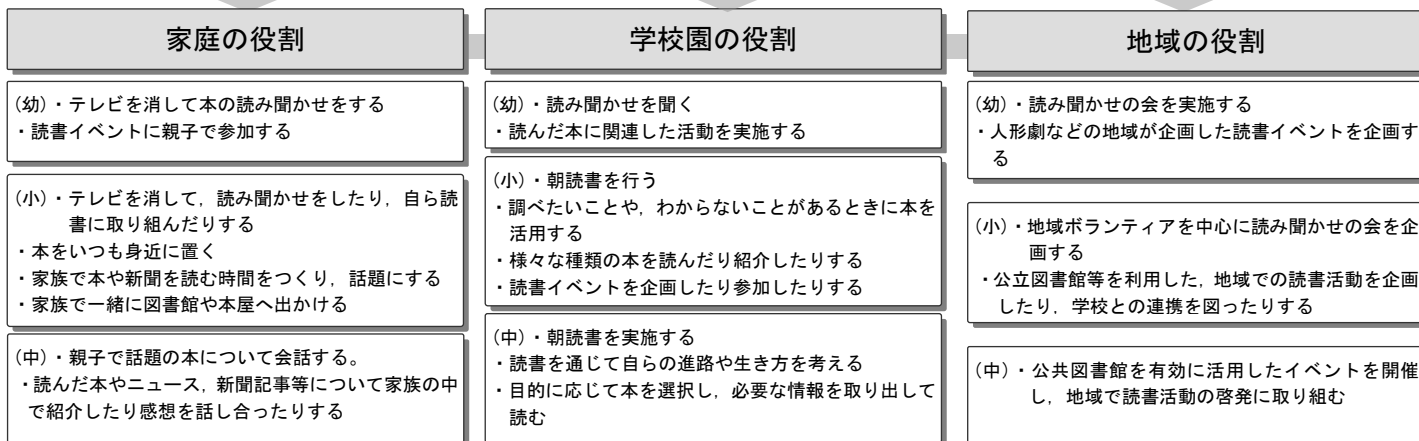 家庭の役割
(幼)・テレビを消して本の読み聞かせをする
・読書イベントに親子で参加する
(小)・テレビを消して，読み聞かせをしたり，自ら読
書に取り組んだりする
・本をいつも身近に置く
・家族で本や新聞を読む時間をつくり，話題にする
・家族で一緒に図書館や本屋へ出かける
(中)・親子で話題の本について会話する。
・読んだ本やニュース，新聞記事等について家族の中
で紹介したり感想を話し合ったりする
学校園の役割
(幼)・読み聞かせを聞く
・読んだ本に関連した活動を実施する
(小)・朝読書を行う
・調べたいことや，わからないことがあるときに本を
活用する
・様々な種類の本を読んだり紹介したりする
・読書イベントを企画したり参加したりする
(中)・朝読書を実施する
・読書を通じて自らの進路や生き方を考える
・目的に応じて本を選択し，必要な情報を取り出して
読む
地域の役割
(幼)・読み聞かせの会を実施する
・人形劇などの地域が企画した読書イベントを企画す
る
(小)・地域ボランティアを中心に読み聞かせの会を企
画する
・公立図書館等を利用した，地域での読書活動を企画
したり，学校との連携を図ったりする
(中)・公共図書館を有効に活用したイベントを開催
し，地域で読書活動の啓発に取り組む